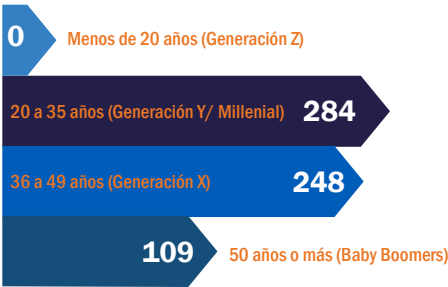 0 Menos de 20 años (Generación Z)
20 a 35 años (Generación Y/ Millenial) 284
36 a 49 años (Generación X) 248
109 50 años o más (Baby Boomers)